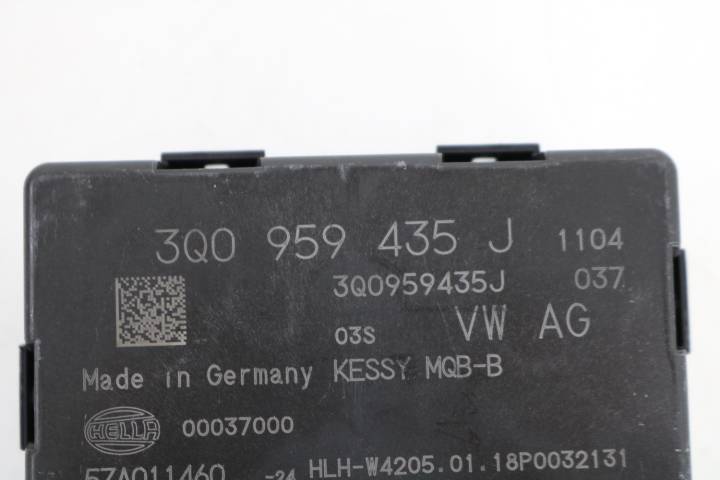 3Q0 959 435 J 1104
3Q0959435J 037
03S VW AG
Made in Germany KESSY MQB-B
HELLA 00037000
5ZA011460 -24 HLH-W4205.01.18P0032131